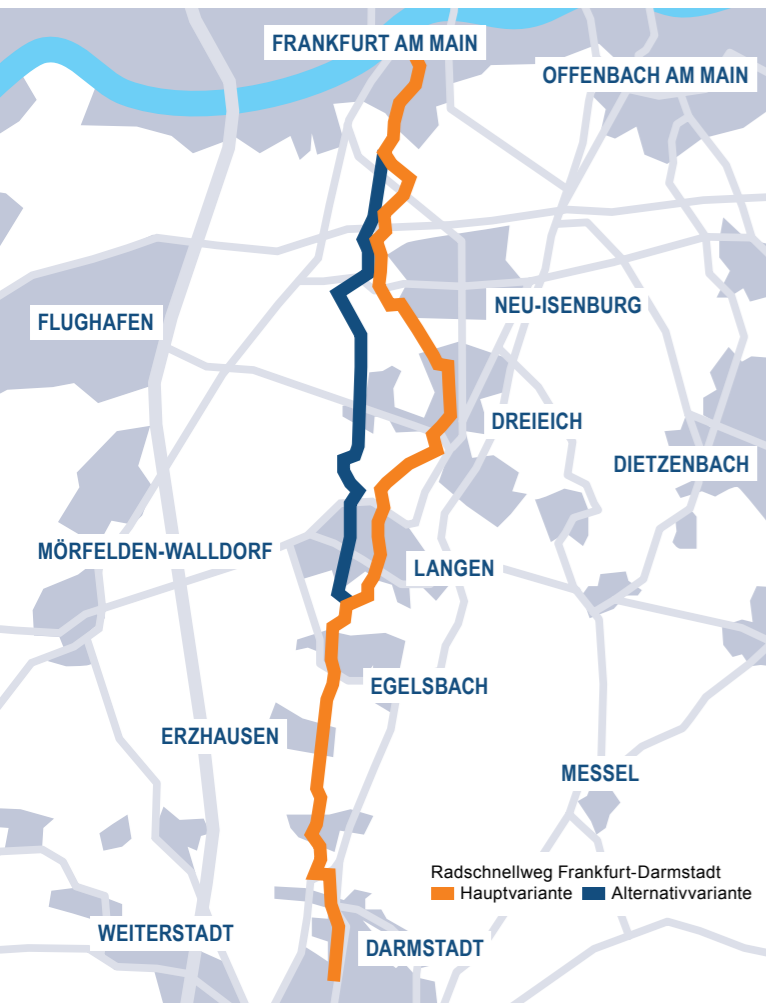 FRANKFURT AM MAIN
OFFENBACH AM MAIN
NEU-ISENBURG
FLUGHAFEN
DREIEICH
DIETZENBACH
MÖRFELDEN-WALLDORF
LANGEN
EGELSBACH
ERZHAUSEN
MESSEL
Radschnellweg Frankfurt-Darmstadt
Hauptvariante Alternativvariante
WEITERSTADT
DARMSTADT